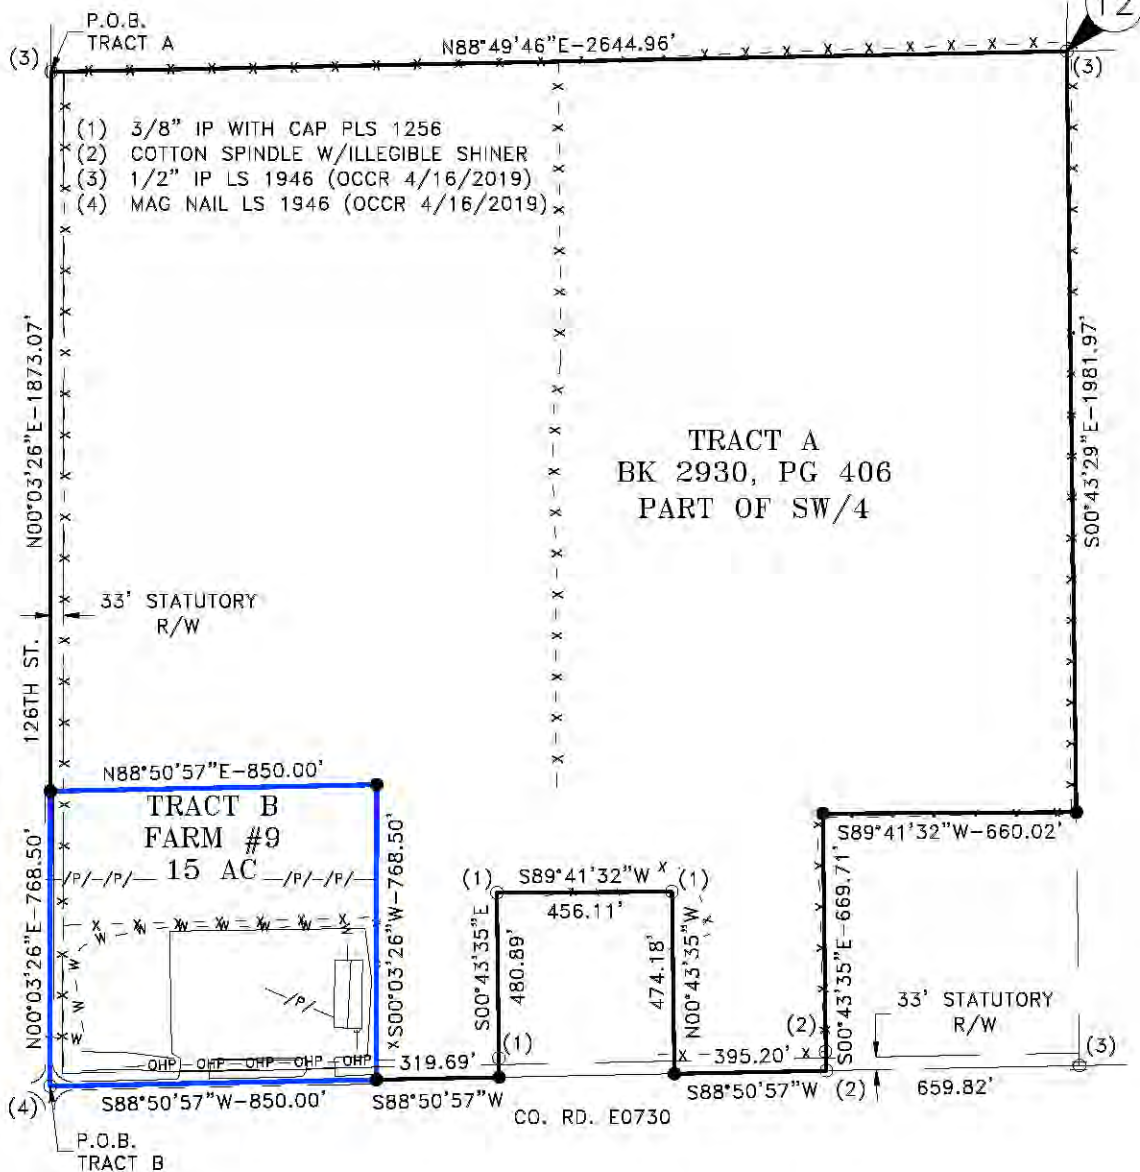 P.O.B.
TRACT A
12
N88°49'46"E-2644.96'
(3)
(3)
(1) 3/8" IP WITH CAP PLS 1256
(2) COTTON SPINDLE W/ILLEGIBLE SHINER
(3) 1/2" IP LS 1946 (OCCR 4/16/2019)
(4) MAG NAIL LS 1946 (OCCR 4/16/2019)
N00°03'26"E-1873.07'
S00°43'29"E-1981.97'
TRACT A
BK 2930, PG 406
PART OF SW/4
33' STATUTORY
R/W
126TH ST.
N88°50'57"E-850.00'
TRACT B
FARM #9
15 AC
N00°03'26"E-768.50'
S00°03'26"W-768.50'
S89°41'32"W-660.02'
(1)
S89°41'32"W
(1)
456.11'
S00°43'35"E
480.89'
474.18'
N00°43'35"W
S00°43'35"E-669.71'
33' STATUTORY
R/W
(2)
(1)
(3)
OHP OHP OHP OHP OHP
319.69'
395.20'
(4)
S88°50'57"W-850.00'
S88°50'57"W
S88°50'57"W
(2)
659.82'
CO. RD. E0730
P.O.B.
TRACT B